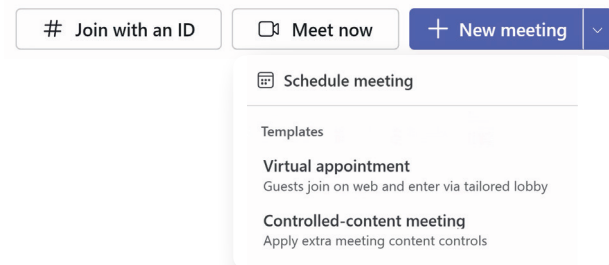 # Join with an ID
Meet now
+ New meeting
Schedule meeting
Templates
Virtual appointment
Guests join on web and enter via tailored lobby
Controlled-content meeting
Apply extra meeting content controls